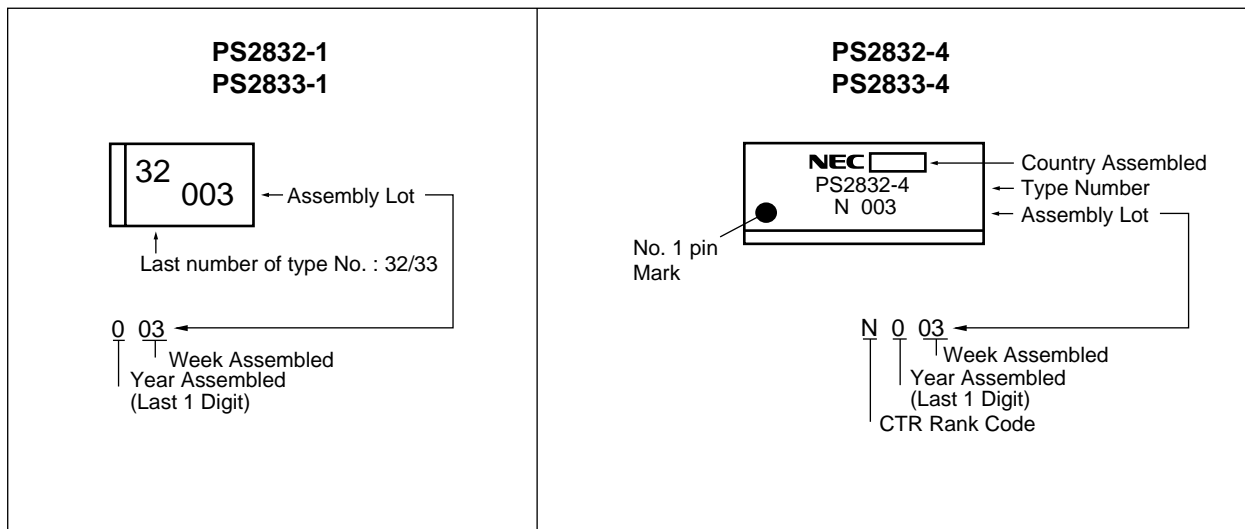 PS2832-1
PS2833-1
32
003
Assembly Lot
Last number of type No. : 32/33
0 03
Week Assembled
Year Assembled
(Last 1 Digit)
PS2832-4
PS2833-4
NEC
PS2832-4
N 003
Country Assembled
Type Number
Assembly Lot
No. 1 pin
Mark
N 0 03
Week Assembled
Year Assembled
(Last 1 Digit)
CTR Rank Code